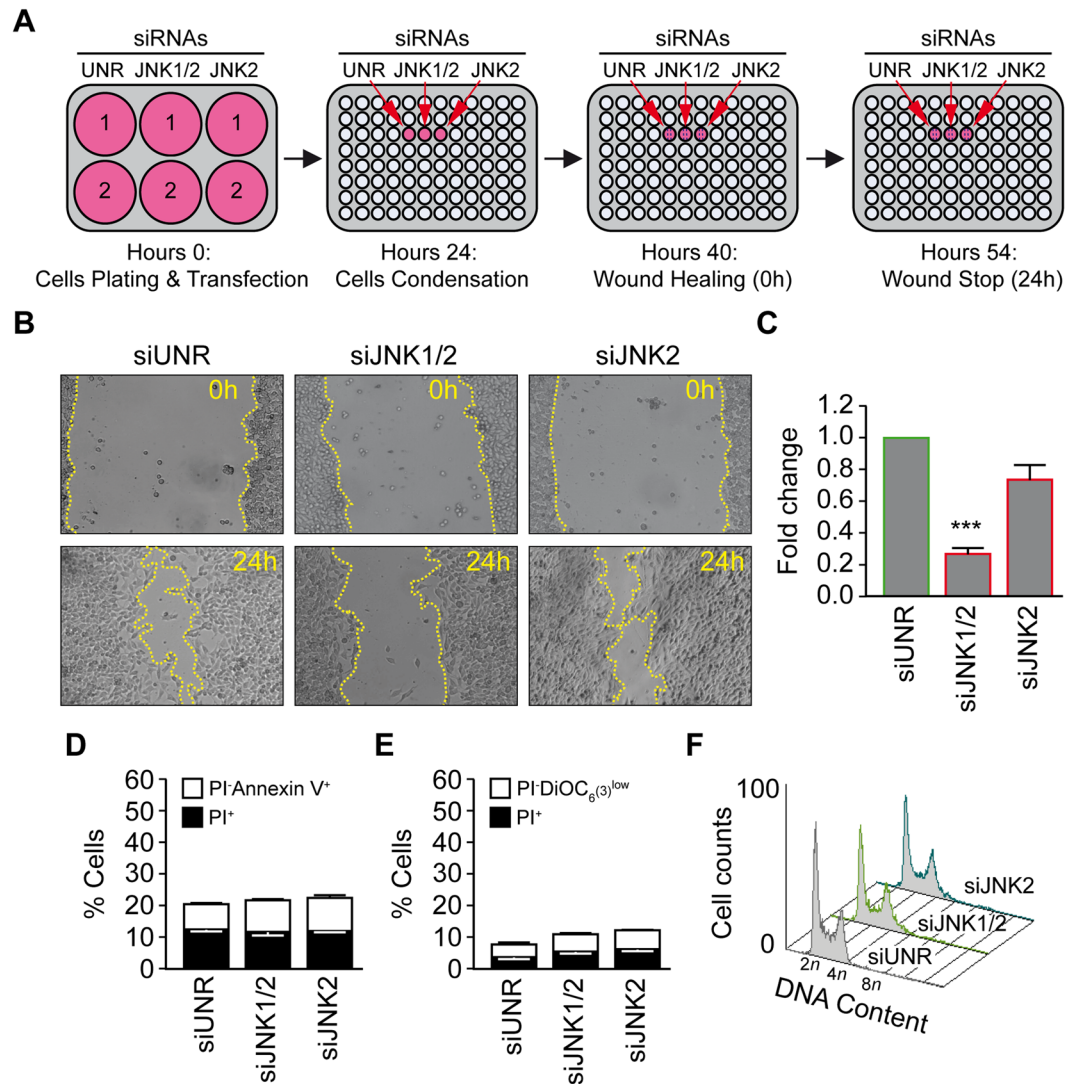 A
siRNAs
UNR JNK1/2 JNK2
1 1 1
2 2 2
Hours 0:
Cells Plating & Transfection
siRNAs
UNR JNK1/2 JNK2
Hours 24:
Cells Condensation
siRNAs
UNR JNK1/2 JNK2
Hours 40:
Wound Healing (0h)
siRNAs
UNR JNK1/2 JNK2
Hours 54:
Wound Stop (24h)
B
siUNR siJNK1/2 siJNK2
0h 0h 0h
24h 24h 24h
C
Fold change
1.2
1.0
0.8
0.6
0.4
0.2
0.0
***
siUNR
siJNK1/2
siJNK2
D
% Cells
60
50
40
30
20
10
0
PI⁻Annexin V⁺
PI⁺
siUNR
siJNK1/2
siJNK2
E
% Cells
60
50
40
30
20
10
0
PI⁻DiOC₆₍₃₎ˡᵒʷ
PI⁺
siUNR
siJNK1/2
siJNK2
F
Cell counts
100
0
siJNK2
siJNK1/2
siUNR
2n 4n 8n
DNA Content